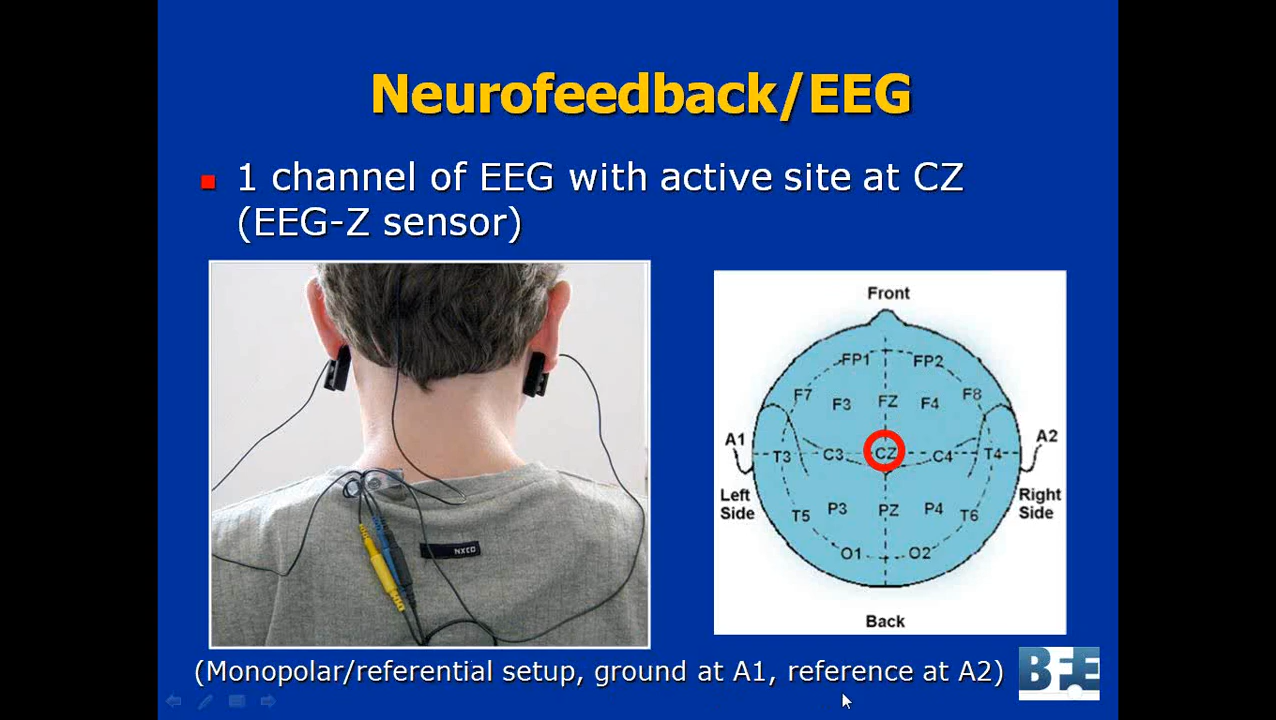 Neurofeedback/EEG
1 channel of EEG with active site at CZ
(EEG-Z sensor)
NXCO
Front
FP1 FP2
F7 F3 FZ F4 F8
A1 T3 C3 CZ C4 T4 A2
Left
Side
Right
Side
T5 P3 PZ P4 T6
O1 O2
Back
(Monopolar/referential setup, ground at A1, reference at A2)
BFE